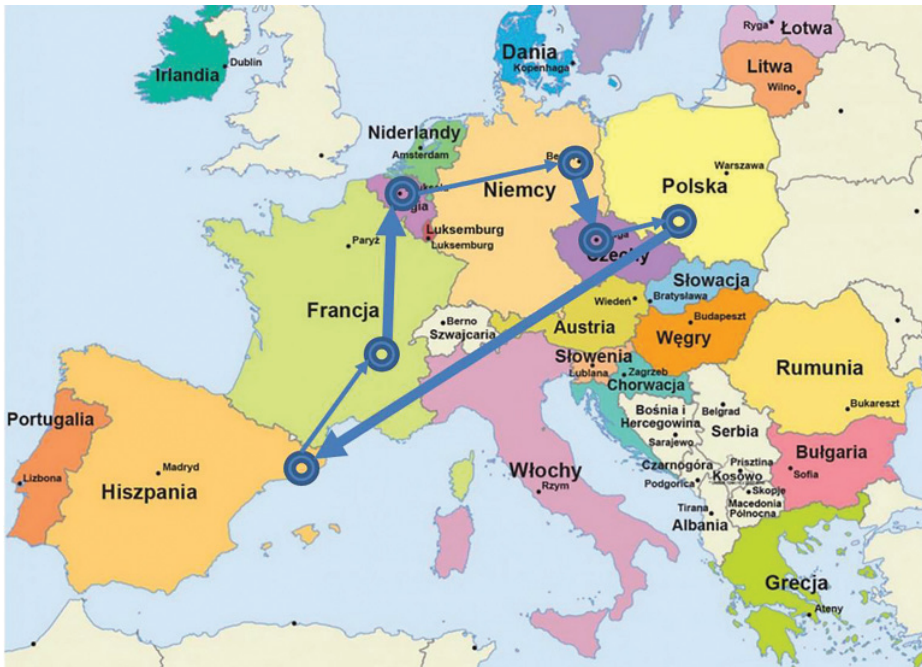 Ryga
Łotwa
Litwa
Wilno
Irlandia
Dublin
Dania
Kopenhaga
Niderlandy
Amsterdam
Niemcy
Warszawa
Polska
Luksemburg
Luksemburg
Paryż
Czechy
Słowacja
Bratysława
Wiedeń
Austria
Budapeszt
Węgry
Francja
Berno
Szwajcaria
Słowenia
Lublana
Zagrzeb
Chorwacja
Rumunia
Bukareszt
Bośnia i
Hercegowina
Sarajewo
Belgrad
Serbia
Portugalia
Lizbona
Madryd
Hiszpania
Włochy
Rzym
Czarnogóra
Podgorica
Prisztina
Kosowo
Skopje
Macedonia
Północna
Bułgaria
Sofia
Tirana
Albania
Grecja
Ateny